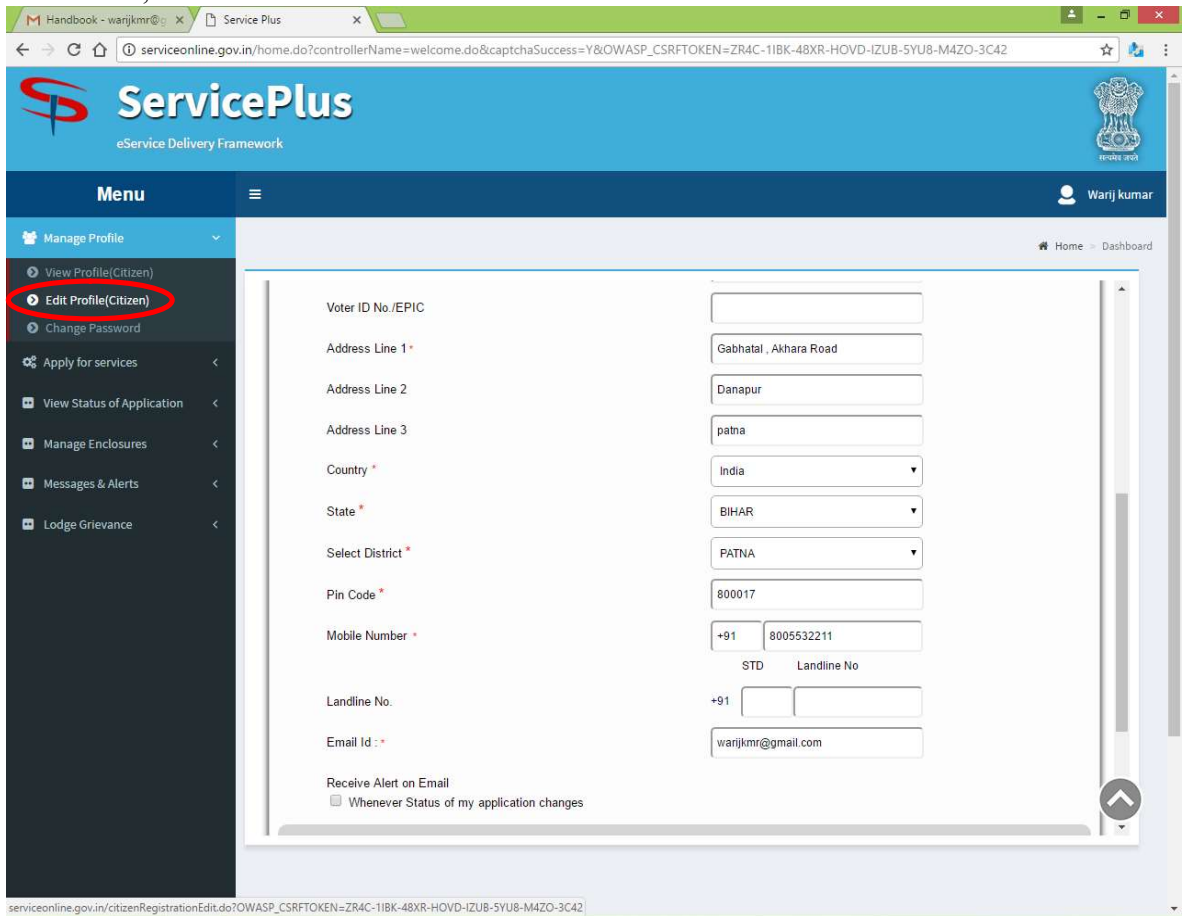 Handbook - warijkmr@g
Service Plus
serviceonline.gov.in/home.do?controllerName=welcome.do&captchaSuccess=Y&OWASP_CSRFTOKEN=ZR4C-1IBK-48XR-HOVD-IZUB-5YU8-M4ZO-3C42
ServicePlus
eService Delivery Framework
सत्यमेव जयते
Menu
Warij kumar
Manage Profile
Home » Dashboard
View Profile(Citizen)
Edit Profile(Citizen)
Change Password
Apply for services
View Status of Application
Manage Enclosures
Messages & Alerts
Lodge Grievance
Voter ID No./EPIC
Address Line 1 * Gabhatal , Akhara Road
Address Line 2 Danapur
Address Line 3 patna
Country * India
State * BIHAR
Select District * PATNA
Pin Code * 800017
Mobile Number * +91 8005532211
STD Landline No
Landline No. +91
Email Id : * warijkmr@gmail.com
Receive Alert on Email
Whenever Status of my application changes
serviceonline.gov.in/citizenRegistrationEdit.do?OWASP_CSRFTOKEN=ZR4C-1IBK-48XR-HOVD-IZUB-5YU8-M4ZO-3C42